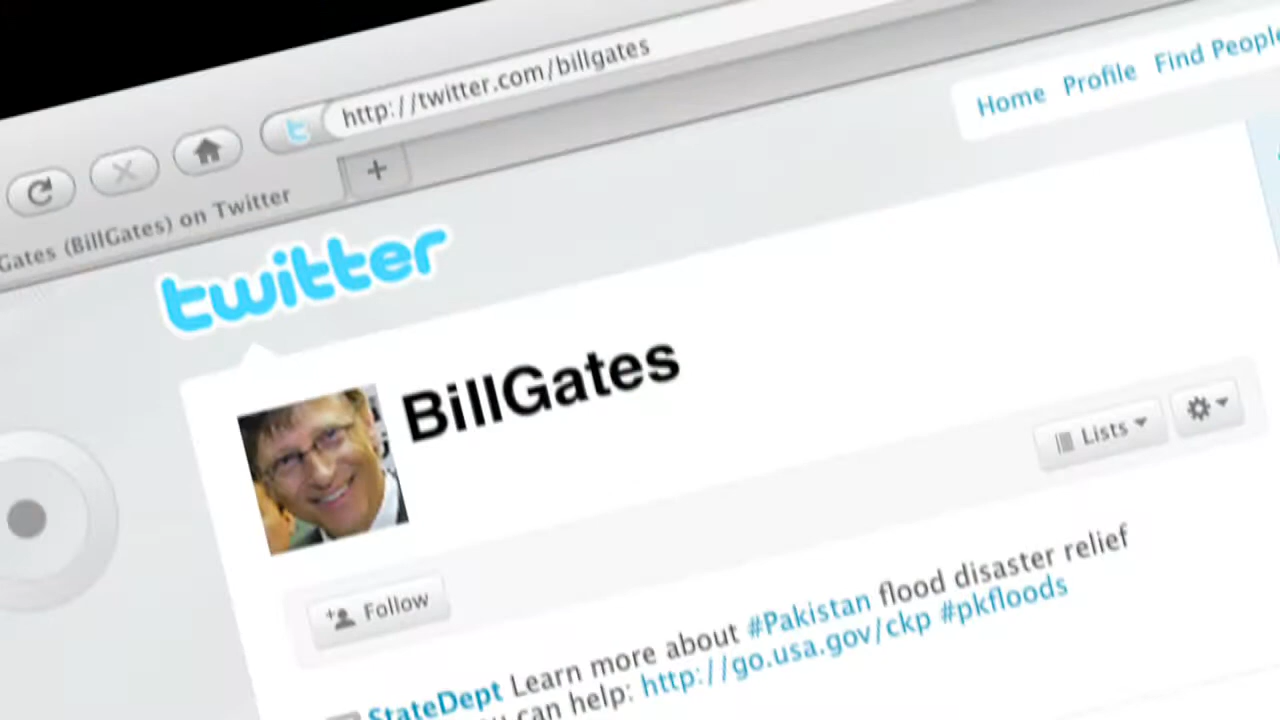 http://twitter.com/billgates
Home Profile Find People
Gates (BillGates) on Twitter
twitter
BillGates
Lists
Follow
StateDept Learn more about #Pakistan flood disaster relief
can help: http://go.usa.gov/ckp #pkfloods